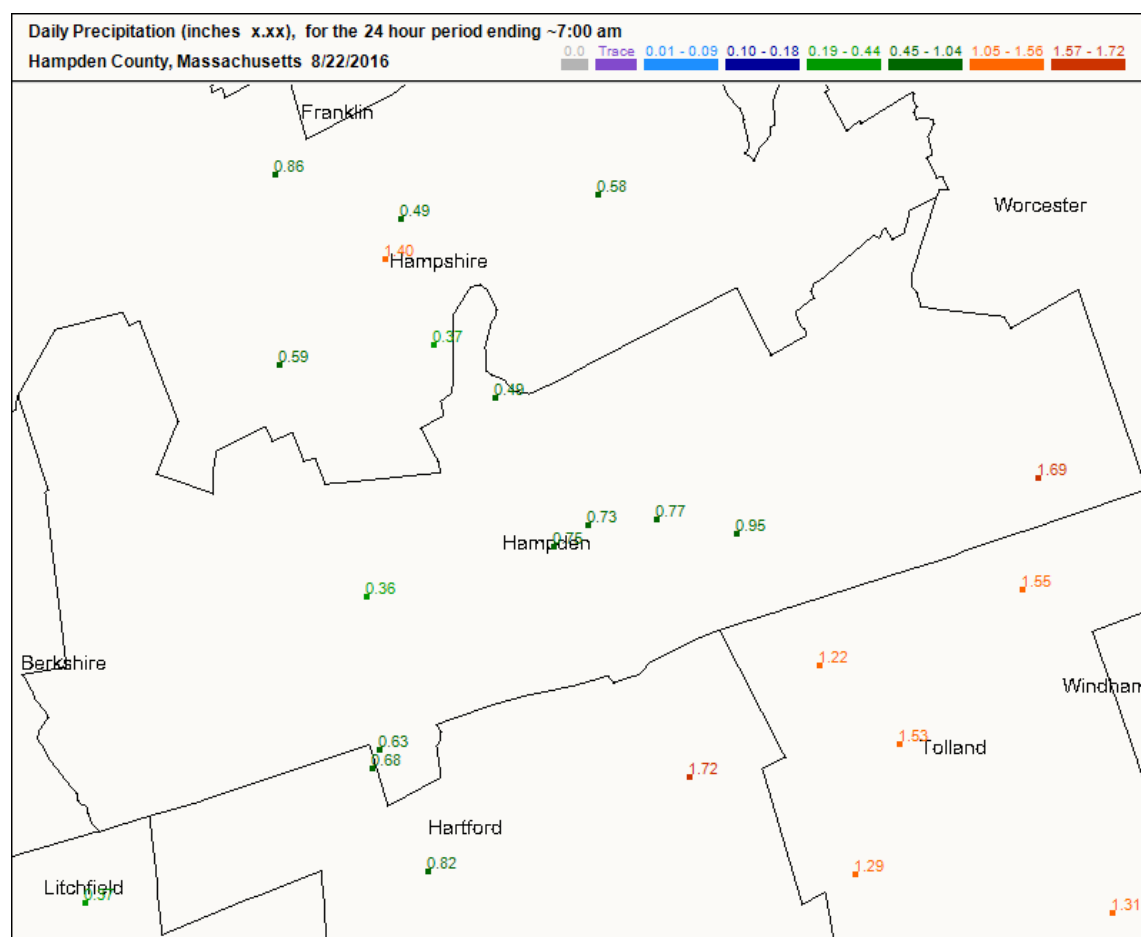 Daily Precipitation (inches x.xx), for the 24 hour period ending ~7:00 am
Hampden County, Massachusetts 8/22/2016
0.0 Trace 0.01 - 0.09 0.10 - 0.18 0.19 - 0.44 0.45 - 1.04 1.05 - 1.56 1.57 - 1.72
Franklin
0.86
0.58
Worcester
0.49
1.40
Hampshire
0.37
0.59
0.49
1.69
0.73
0.77
0.95
0.75
Hampden
0.36
1.55
Berkshire
1.22
Windham
0.63
1.53
Tolland
0.68
1.72
Hartford
0.82
1.29
Litchfield
0.37
1.31